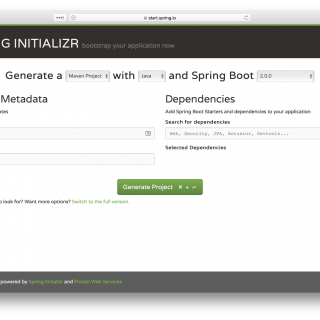 start.spring.io
G INITIALIZR bootstrap your application now
Generate a Maven Project with Java and Spring Boot 2.0.0
Metadata
Dependencies
ates
Add Spring Boot Starters and dependencies to your application
Search for dependencies
Web, Security, JPA, Actuator, Devtools...
Selected Dependencies
Generate Project ⌘ + ⏎
o look for? Want more options? Switch to the full version.
powered by Spring Initializr and Pivotal Web Services